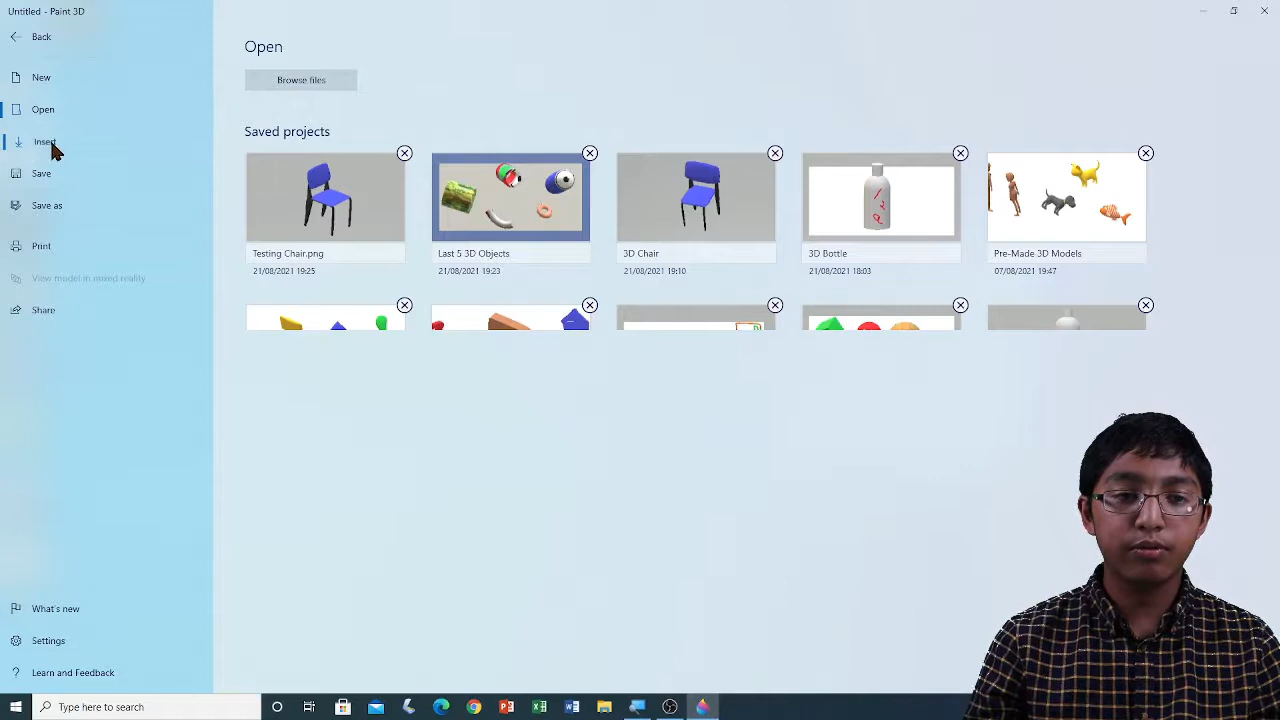 Untitled - Paint 3D
Back
New
Open
Insert
Save
Save as
Print
View model in mixed reality
Share
What's new
Settings
Learn and Feedback
Open
Browse files
Saved projects
Testing Chair.png
21/08/2021 19:25
Last 5 3D Objects
21/08/2021 19:23
3D Chair
21/08/2021 19:10
3D Bottle
21/08/2021 18:03
Pre-Made 3D Models
07/08/2021 19:47
Type here to search